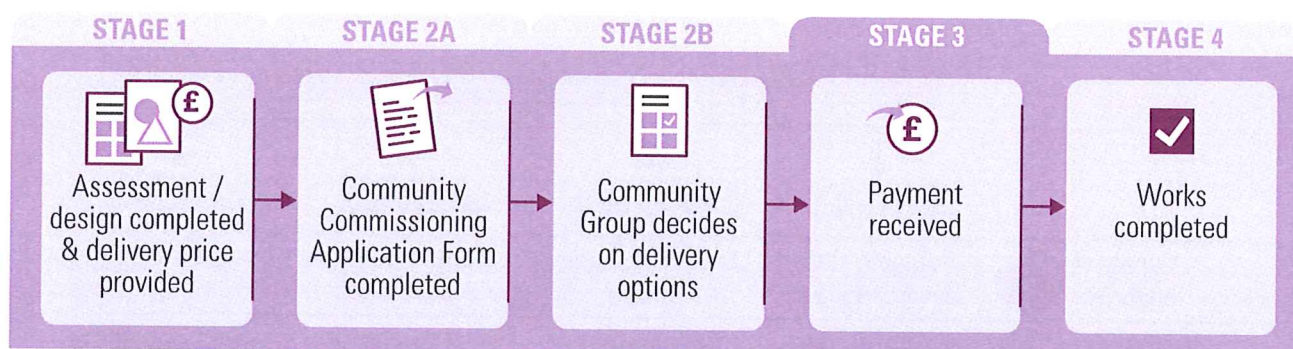 STAGE 1
Assessment /
design completed
& delivery price
provided
STAGE 2A
Community
Commissioning
Application Form
completed
STAGE 2B
Community
Group decides
on delivery
options
STAGE 3
Payment
received
STAGE 4
Works
completed
£
£